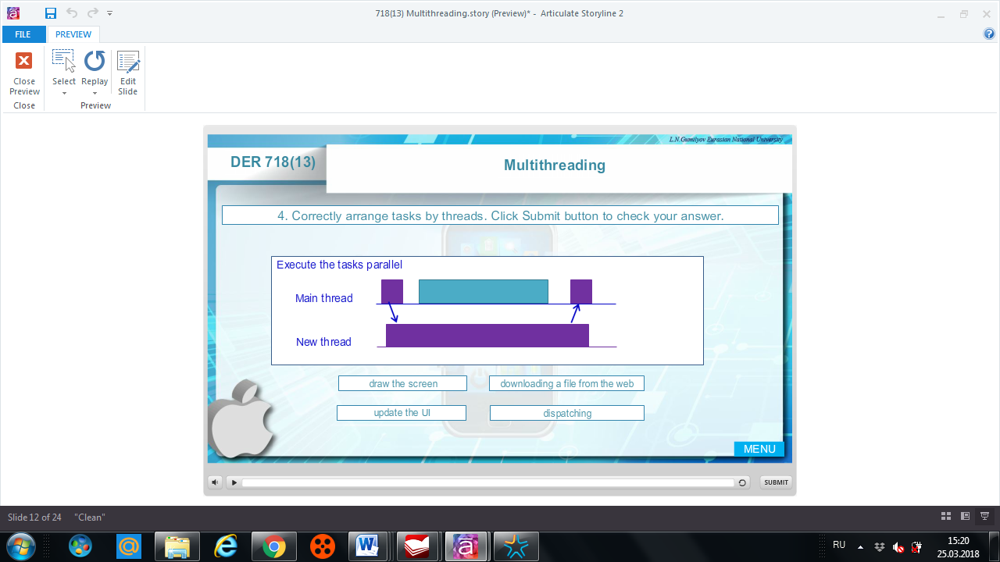 718(13) Multithreading.story (Preview)* - Articulate Storyline 2
FILE
PREVIEW
Close Preview
Select
Replay
Edit Slide
Close
Preview
L.N.Gumilyov Eurasian National University
DER 718(13)
Multithreading
4. Correctly arrange tasks by threads. Click Submit button to check your answer.
Execute the tasks parallel
Main thread
New thread
draw the screen
downloading a file from the web
update the UI
dispatching
MENU
SUBMIT
Slide 12 of 24 "Clean"
RU
15:20
25.03.2018